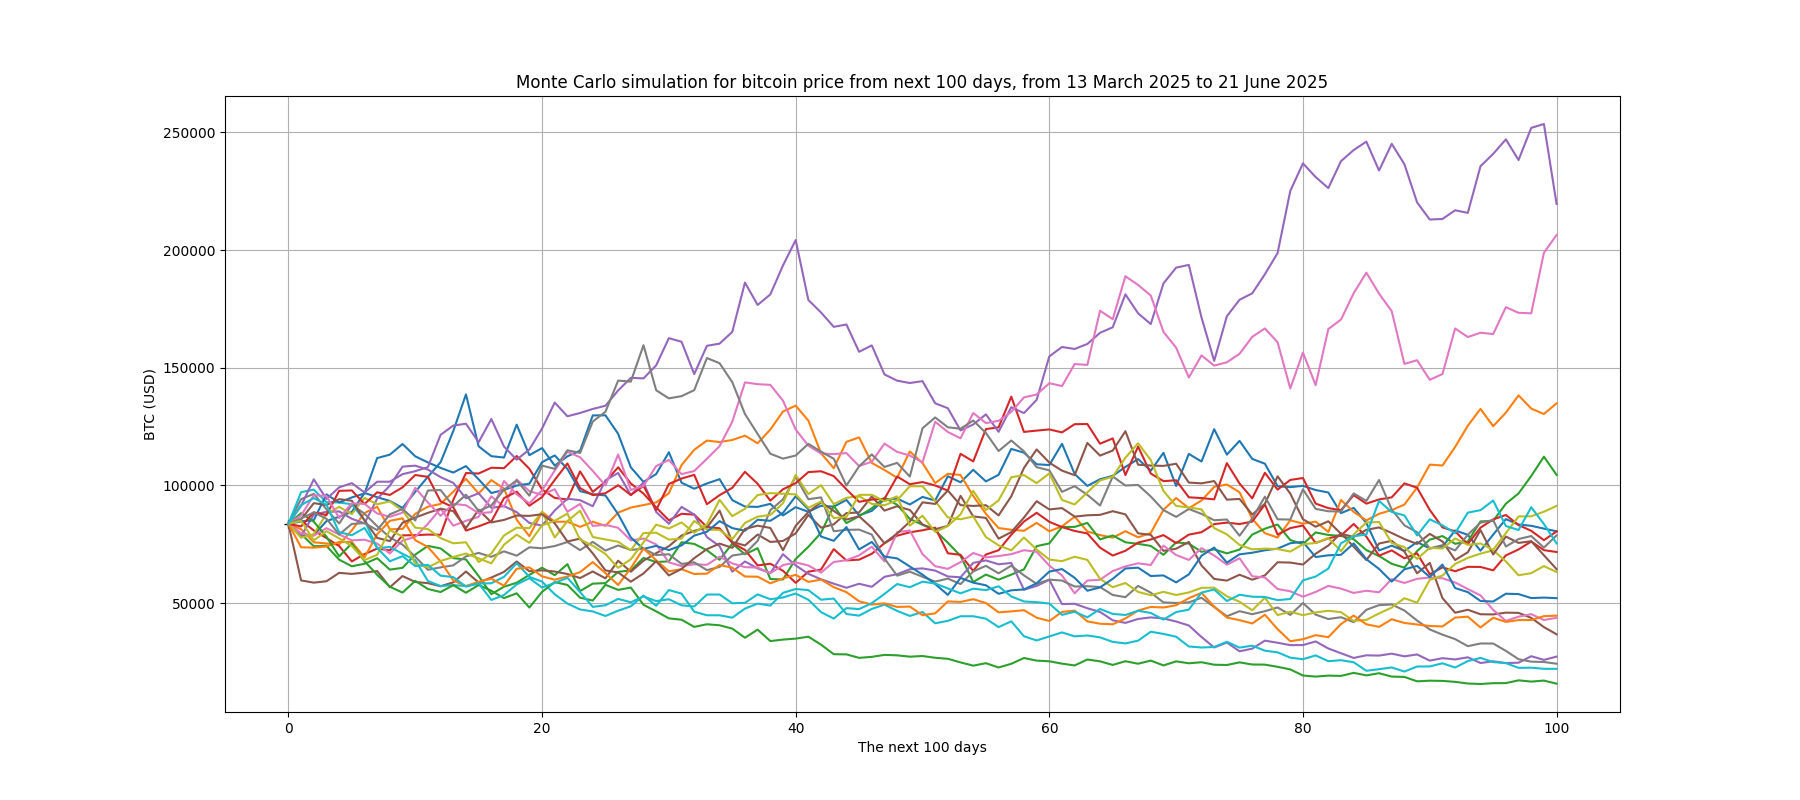 Monte Carlo simulation for bitcoin price from next 100 days, from 13 March 2025 to 21 June 2025
250000
200000
150000
100000
50000
BTC (USD)
0 20 40 60 80 100
The next 100 days